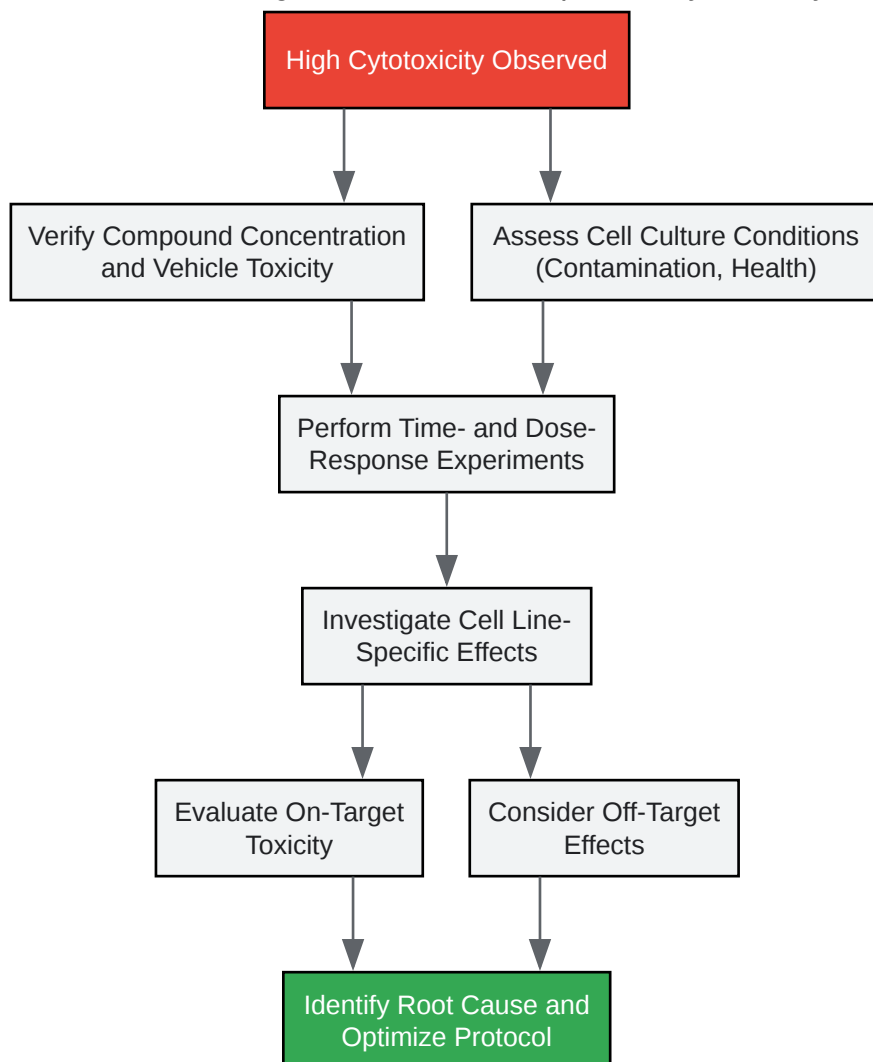 High Cytotoxicity Observed
Verify Compound Concentration
and Vehicle Toxicity
Assess Cell Culture Conditions
(Contamination, Health)
Perform Time- and Dose-
Response Experiments
Investigate Cell Line-
Specific Effects
Evaluate On-Target
Toxicity
Consider Off-Target
Effects
Identify Root Cause and
Optimize Protocol